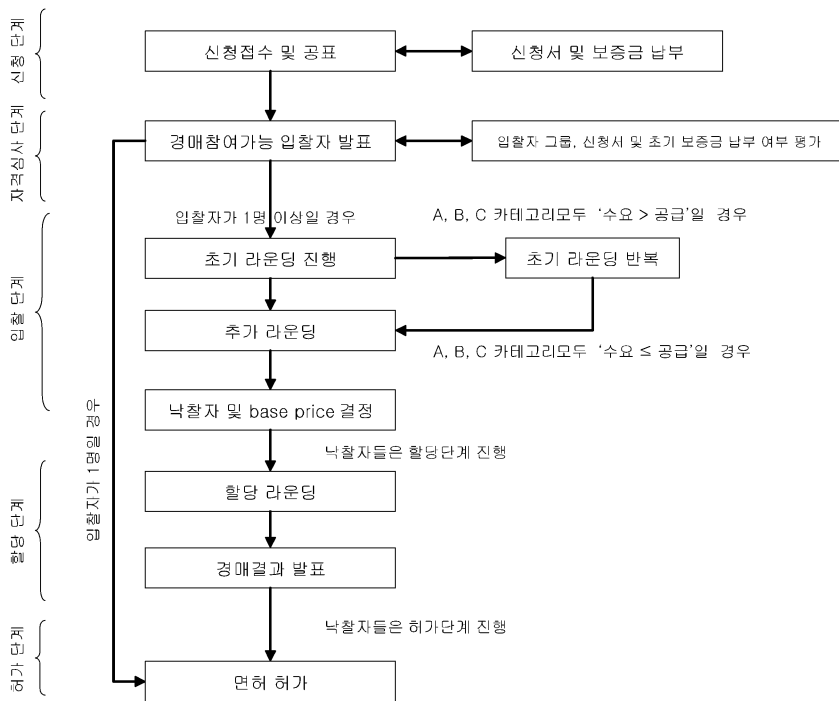 신청 단계
신청접수 및 공표
신청서 및 보증금 납부
자격심사 단계
경매참여가능 입찰자 발표
입찰자 그룹, 신청서 및 초기 보증금 납부 여부 평가
입찰 단계
입찰자가 1명 이상일 경우
A, B, C 카테고리모두 ‘수요 > 공급’일 경우
초기 라운딩 진행
초기 라운딩 반복
추가 라운딩
A, B, C 카테고리모두 ‘수요 ≤ 공급’일 경우
낙찰자 및 base price 결정
입찰자가 1명일 경우
낙찰자들은 할당단계 진행
할당 단계
할당 라운딩
경매결과 발표
낙찰자들은 허가단계 진행
허가 단계
면허 허가